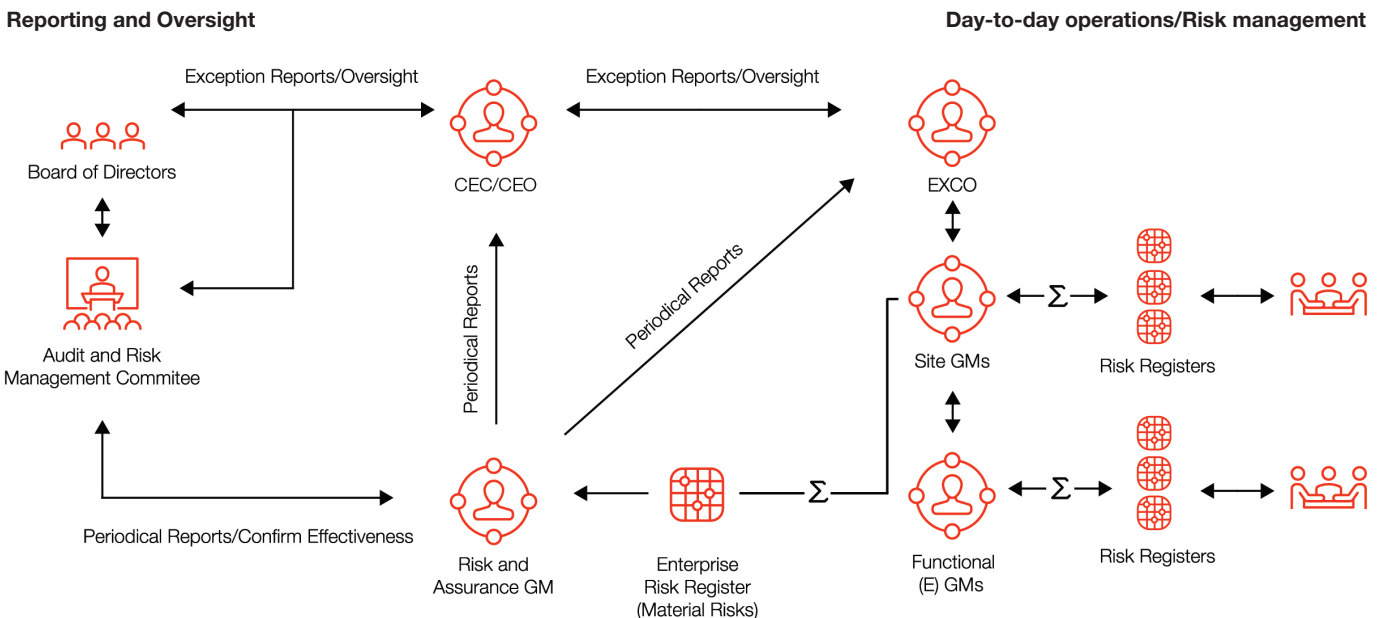 Reporting and Oversight
Day-to-day operations/Risk management
Exception Reports/Oversight
Exception Reports/Oversight
Board of Directors
CEC/CEO
EXCO
Periodical Reports
Periodical Reports
Audit and Risk
Management Commitee
Site GMs
Σ
Risk Registers
Σ
Σ
Periodical Reports/Confirm Effectiveness
Risk and
Assurance GM
Enterprise
Risk Register
(Material Risks)
Functional
(E) GMs
Risk Registers